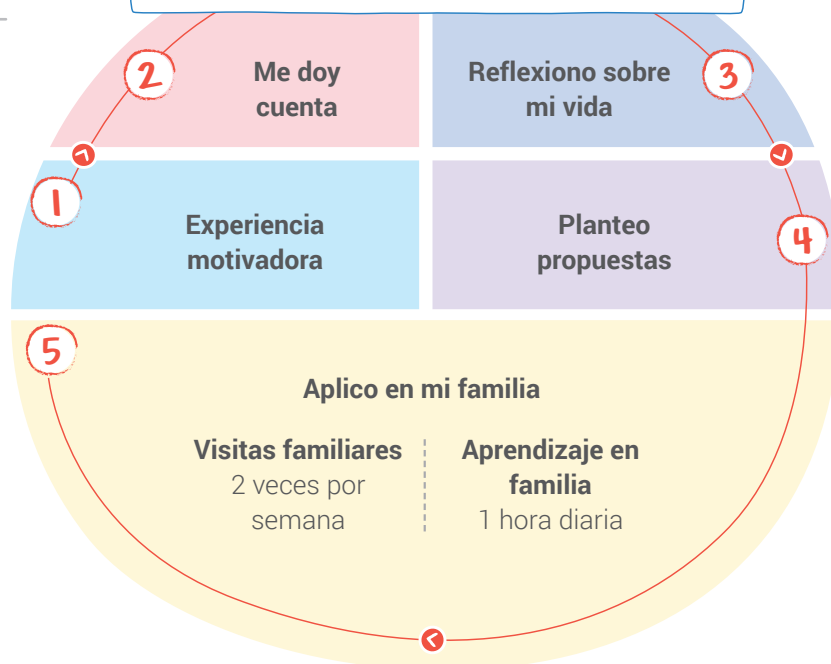 2
Me doy
cuenta
Reflexiono sobre
mi vida
3
1
Experiencia
motivadora
Planteo
propuestas
4
5
Aplico en mi familia
Visitas familiares
2 veces por
semana
Aprendizaje en
familia
1 hora diaria